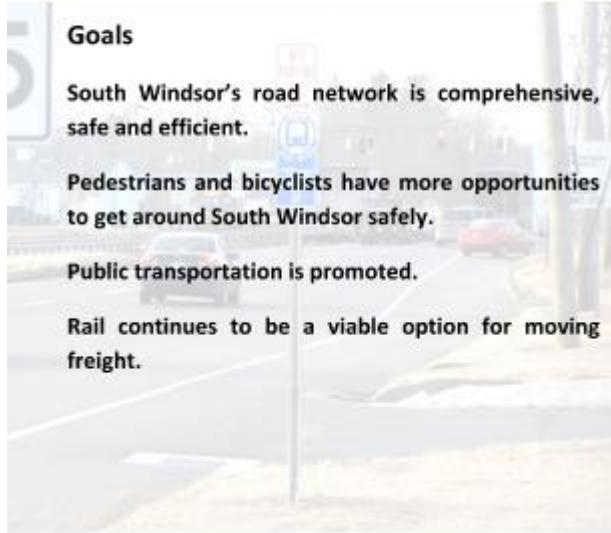 Goals
South Windsor's road network is comprehensive,
safe and efficient.
Pedestrians and bicyclists have more opportunities
to get around South Windsor safely.
Public transportation is promoted.
Rail continues to be a viable option for moving
freight.